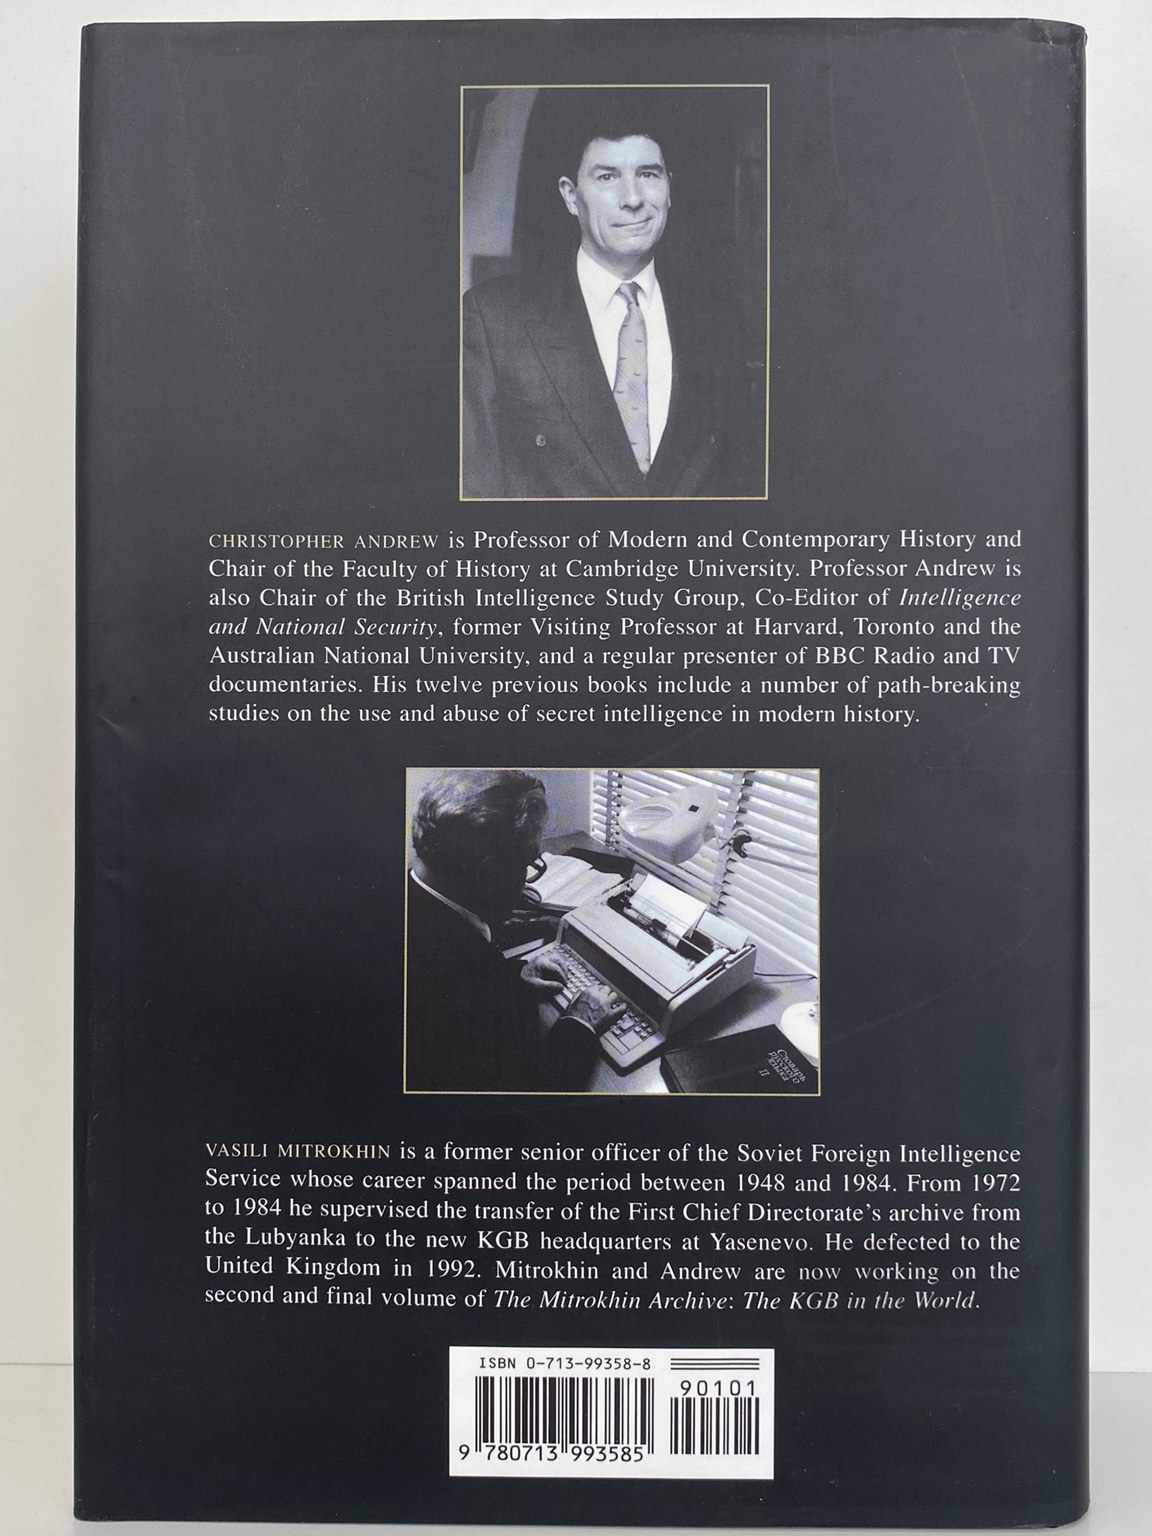 CHRISTOPHER ANDREW is Professor of Modern and Contemporary History and
Chair of the Faculty of History at Cambridge University. Professor Andrew is
also Chair of the British Intelligence Study Group, Co-Editor of Intelligence
and National Security, former Visiting Professor at Harvard, Toronto and the
Australian National University, and a regular presenter of BBC Radio and TV
documentaries. His twelve previous books include a number of path-breaking
studies on the use and abuse of secret intelligence in modern history.
Словарь
русского
языка
II
VASILI MITROKHIN is a former senior officer of the Soviet Foreign Intelligence
Service whose career spanned the period between 1948 and 1984. From 1972
to 1984 he supervised the transfer of the First Chief Directorate's archive from
the Lubyanka to the new KGB headquarters at Yasenevo. He defected to the
United Kingdom in 1992. Mitrokhin and Andrew are now working on the
second and final volume of The Mitrokhin Archive: The KGB in the World.
ISBN 0-713-99358-8
90101
9 780713 993585